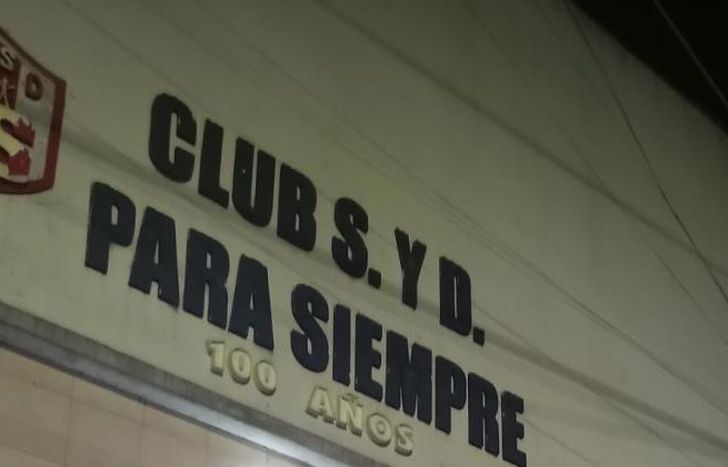 S D
S
CLUB S. Y D.
PARA SIEMPRE
100 AÑOS